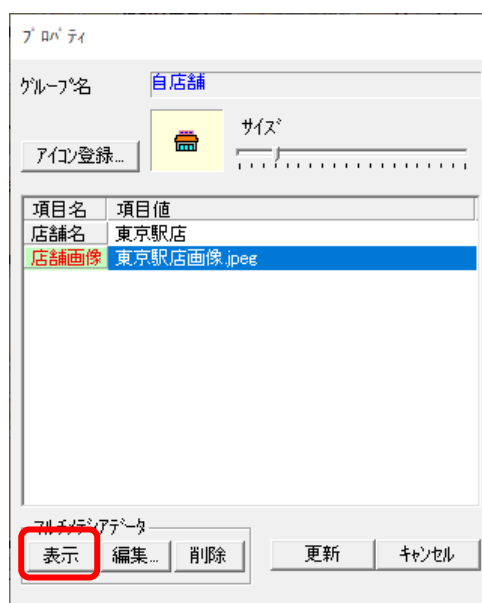 プロパティ
グループ名 自店舗
サイズ
アイコン登録...
項目名 項目値
店舗名 東京駅店
店舗画像 東京駅店画像.jpeg
マルチメディアデータ
表示 編集... 削除 更新 キャンセル